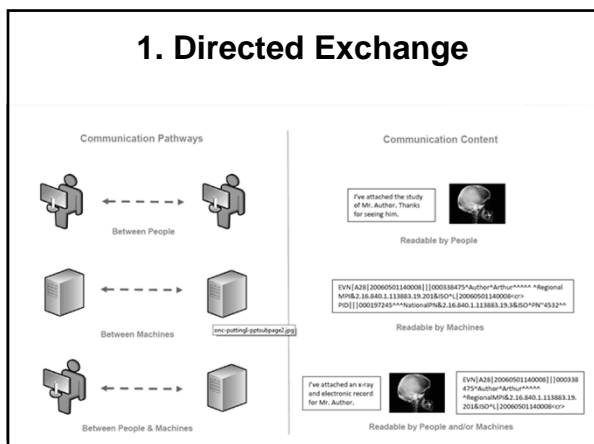 1. Directed Exchange
Communication Pathways
Between People
Between Machines
onc-puttingI-pptsubpage2.jpg
Between People & Machines
Communication Content
I've attached the study
of Mr. Author. Thanks
for seeing him.
Readable by People
EVN|A28|20060501140008|||000338475^Author^Arthur^^^^^ ^Regional
MPI&2.16.840.1.113883.19.201&ISO^L|20060501140008<cr>
PID|||000197245^^^NationalPN&2.16.840.1.113883.19.3&ISO^PN~4532^^
Readable by Machines
I've attached an x-ray
and electronic record
for Mr. Author.
EVN|A28|20060501140008|||000338
475^Author^Arthur^^^^^
^RegionalMPI&2.16.840.1.113883.19.
201&ISO^L|20060501140008<cr>
Readable by People and/or Machines